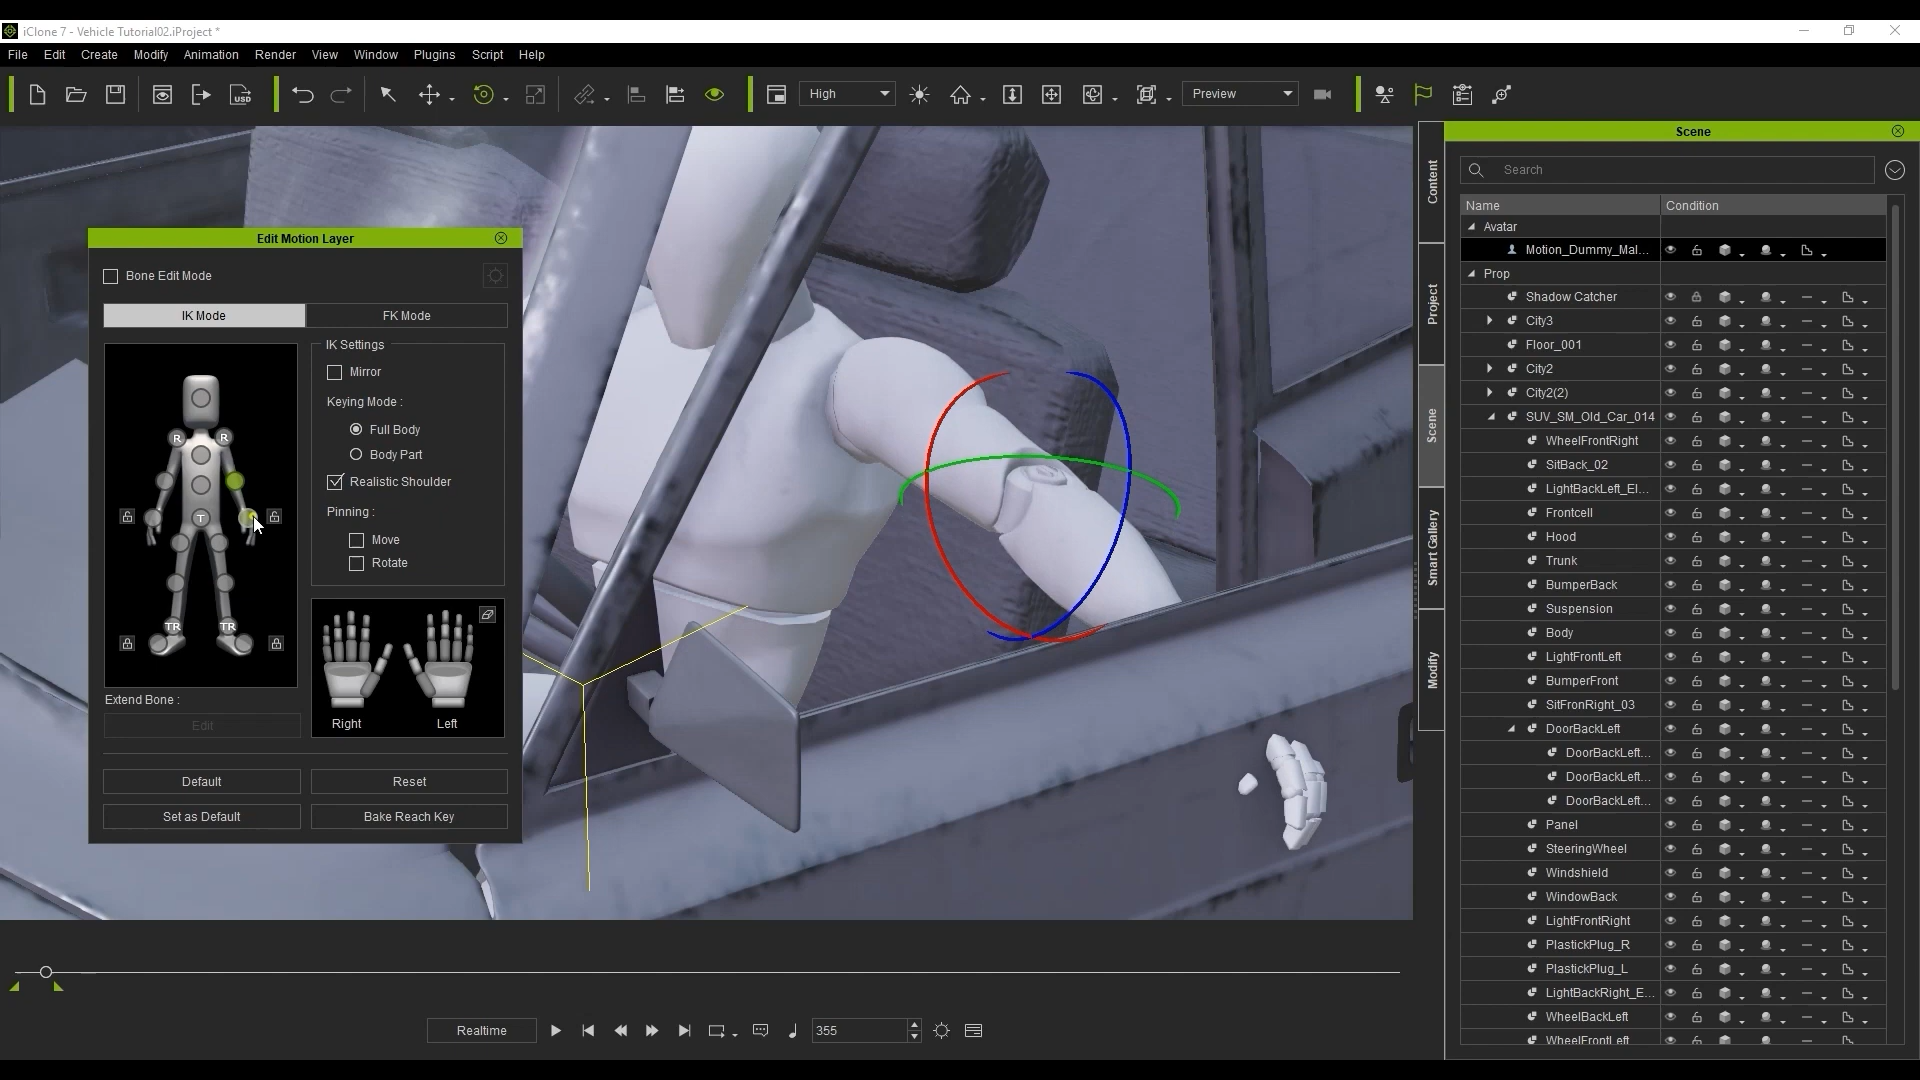 iClone 7 - Vehicle Tutorial02.iProject *
File Edit Create Modify Animation Render View Window Plugins Script Help
USD High Preview
Scene
Search
Name Condition
Avatar
Motion_Dummy_Mal...
Prop
Shadow Catcher
City3
Floor_001
City2
City2(2)
SUV_SM_Old_Car_014
WheelFrontRight
SitBack_02
LightBackLeft_El...
Frontcell
Hood
Trunk
BumperBack
Suspension
Body
LightFrontLeft
BumperFront
SitFronRight_03
DoorBackLeft
DoorBackLeft...
DoorBackLeft...
DoorBackLeft...
Panel
SteeringWheel
Windshield
WindowBack
LightFrontRight
PlastickPlug_R
PlastickPlug_L
LightBackRight_E...
WheelBackLeft
WheelFrontLeft
Content
Project
Scene
Smart Gallery
Modify
Edit Motion Layer
Bone Edit Mode
IK Mode FK Mode
R R
T
TR TR
IK Settings
Mirror
Keying Mode :
Full Body
Body Part
Realistic Shoulder
Pinning :
Move
Rotate
Right Left
Extend Bone :
Edit
Default Reset
Set as Default Bake Reach Key
Realtime 355